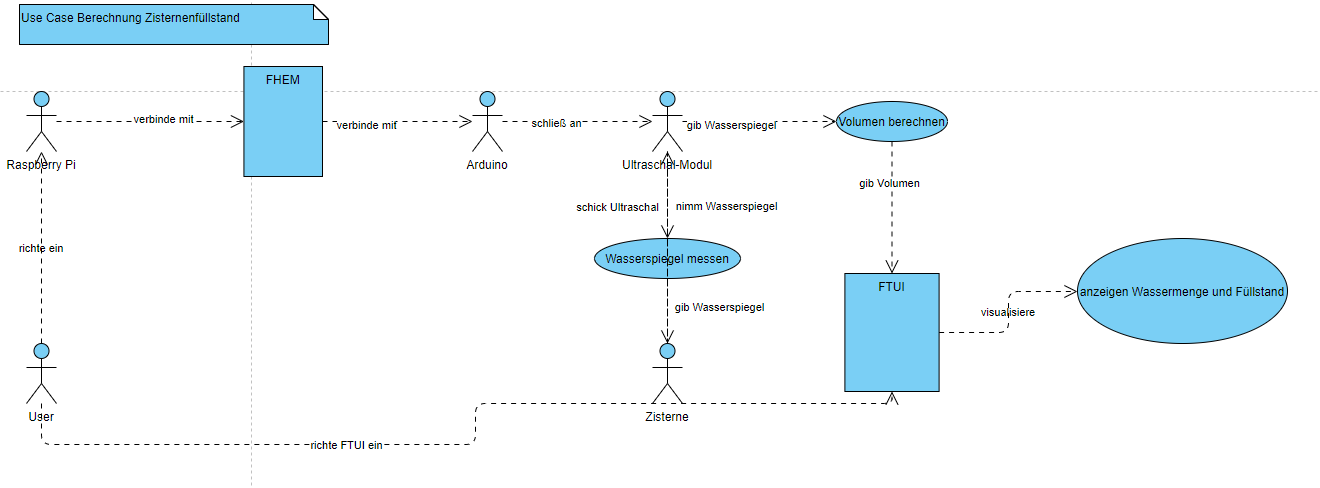 Use Case Berechnung Zisternenfüllstand
FHEM
verbinde mit
verbinde mit
schließ an
gib Wasserspiegel
Volumen berechnen
Raspberry Pi
Arduino
Ultraschal-Modul
gib Volumen
schick Ultraschal
nimm Wasserspiegel
richte ein
Wasserspiegel messen
FTUI
anzeigen Wassermenge und Füllstand
gib Wasserspiegel
visualisiere
User
Zisterne
richte FTUI ein